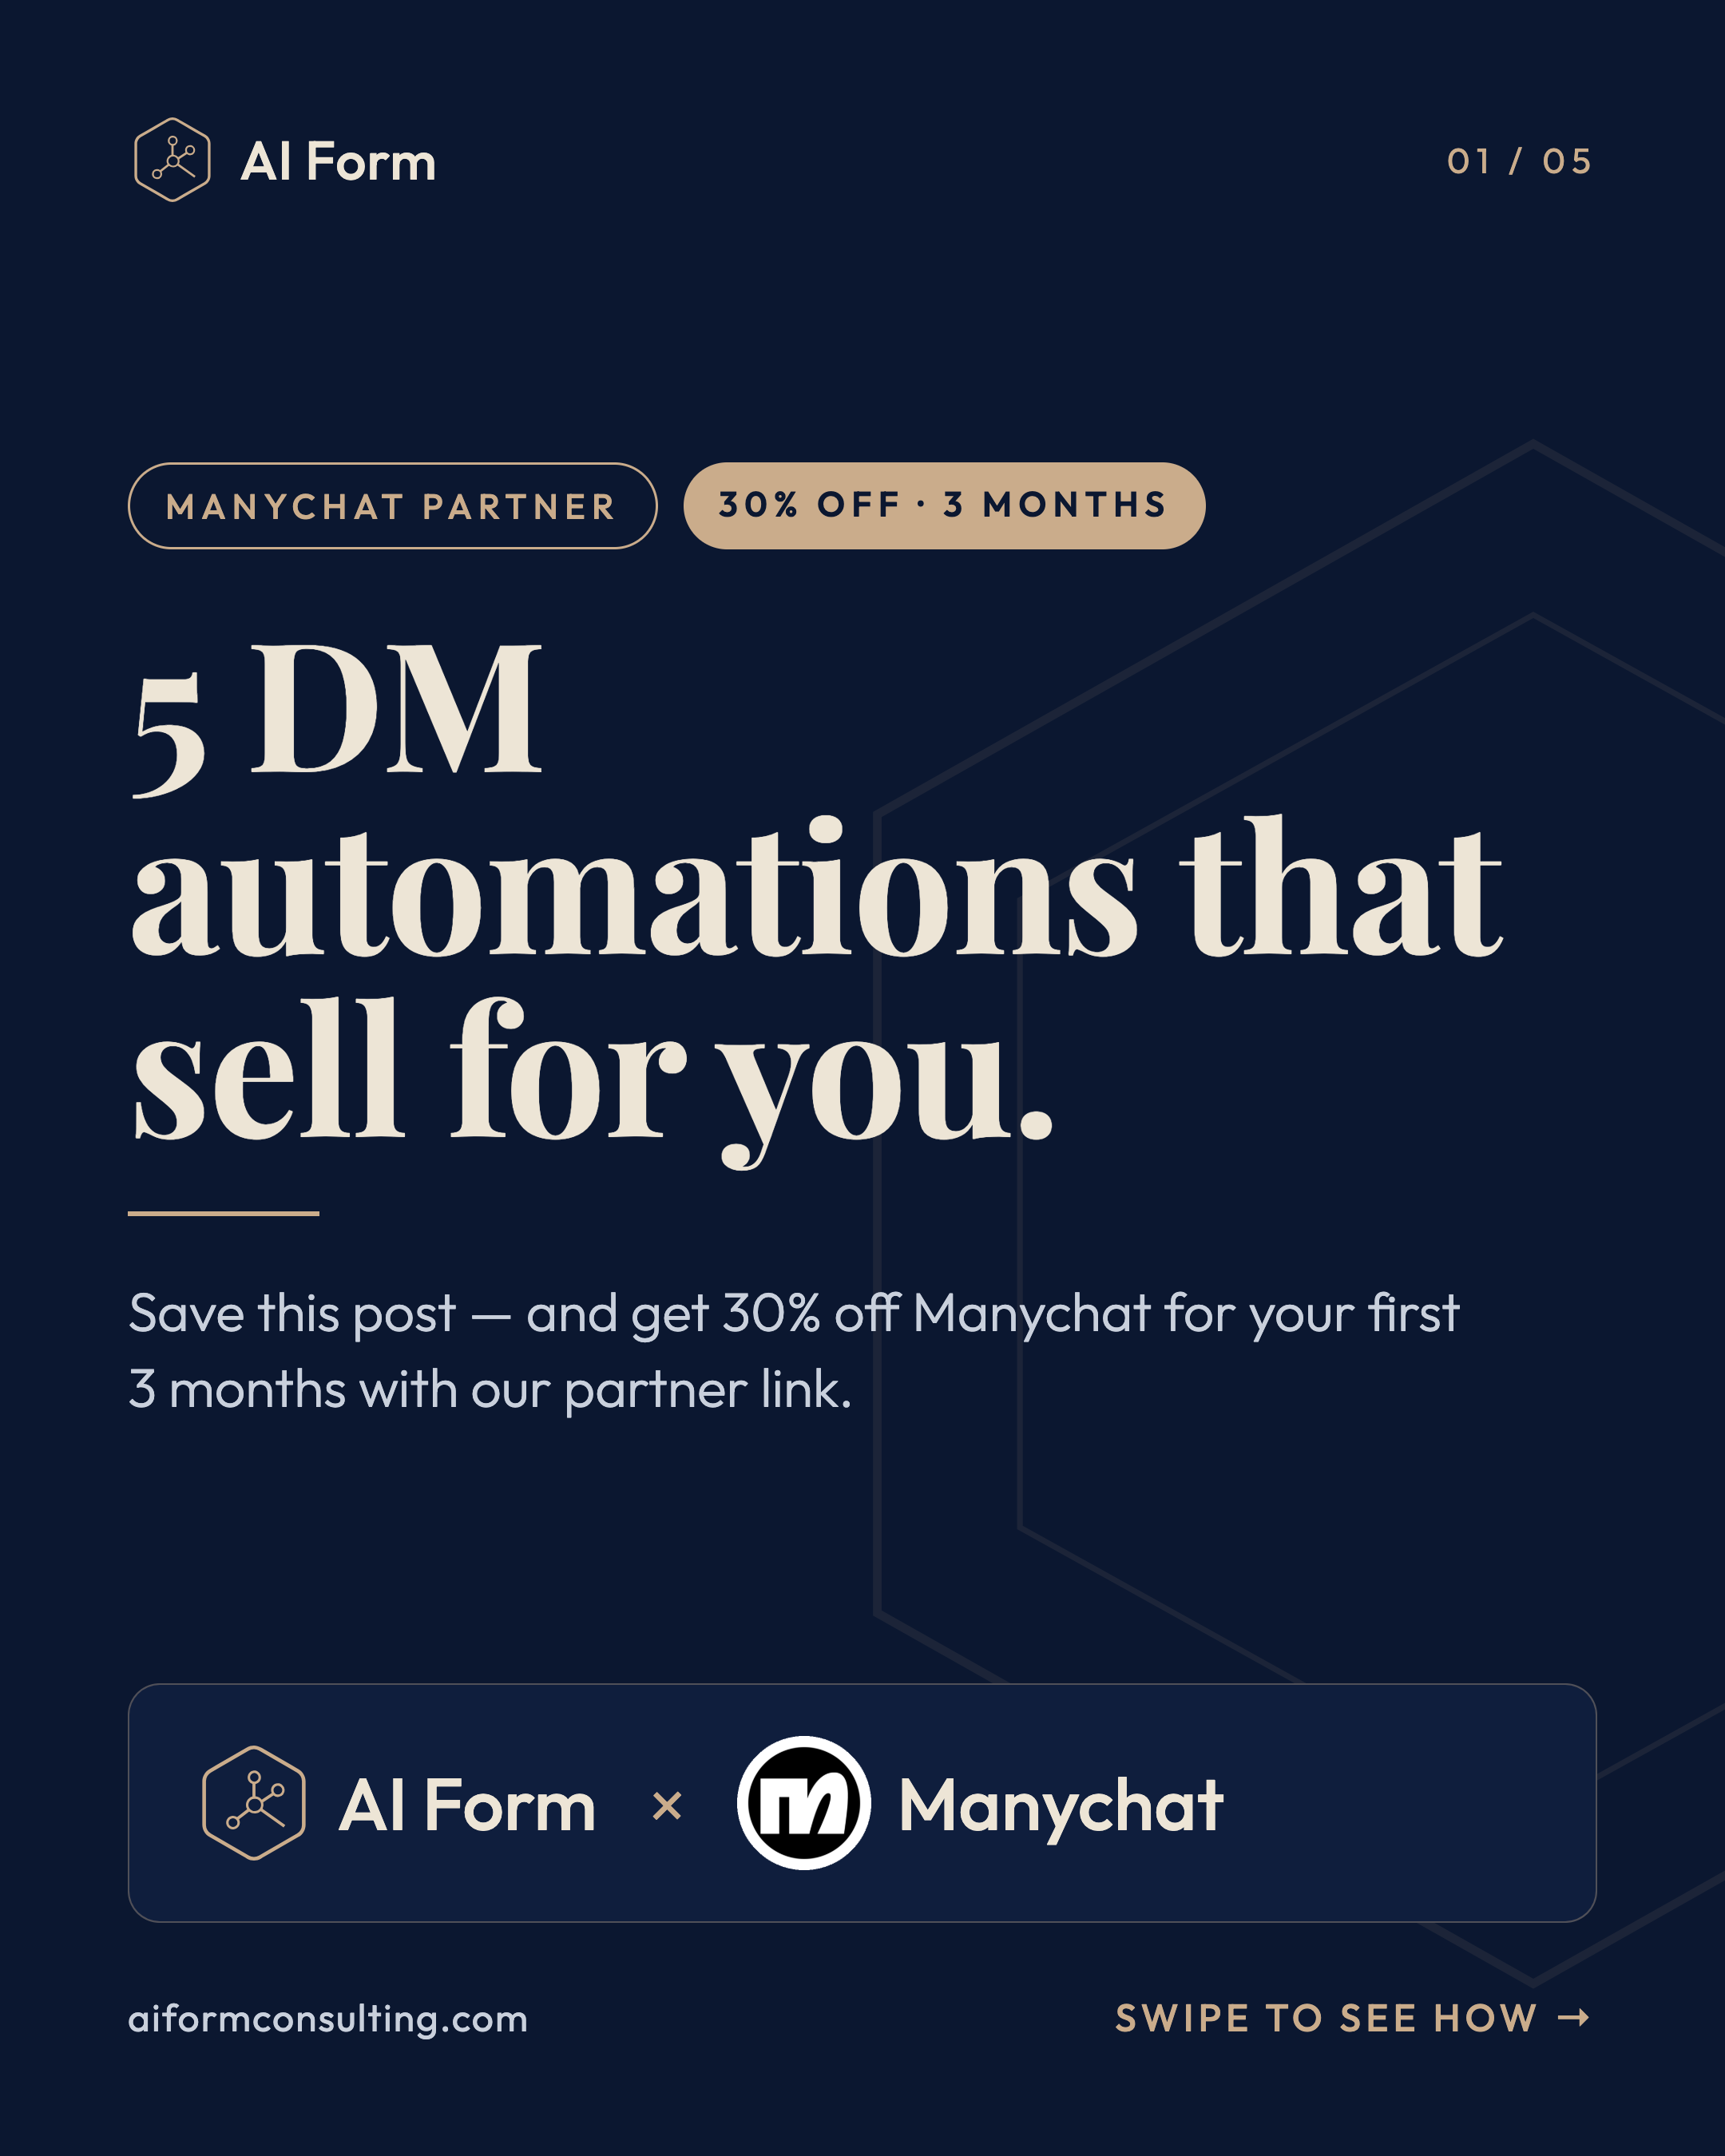 AI Form
01 / 05
MANYCHAT PARTNER
30% OFF · 3 MONTHS
5 DM
automations that
sell for you.
Save this post — and get 30% off Manychat for your first
3 months with our partner link.
AI Form × m Manychat
aiformconsulting.com
SWIPE TO SEE HOW →